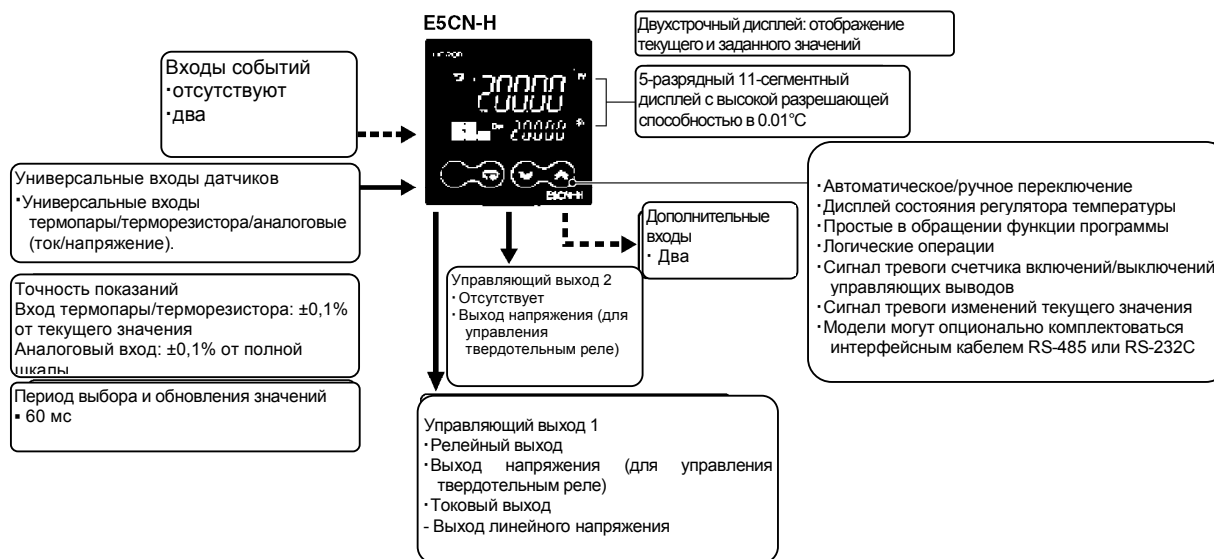 E5CN-H
Двухстрочный дисплей: отображение
текущего и заданного значений
Входы событий
·отсутствуют
·два
5-разрядный 11-сегментный
дисплей с высокой разрешающей
способностью в 0.01°C
OMRON
PV
20000
SV
20000
E5CN-H
Универсальные входы датчиков
·Универсальные входы
термопары/терморезистора/аналоговые
(ток/напряжение).
·Автоматическое/ручное переключение
·Дисплей состояния регулятора температуры
·Простые в обращении функции программы
·Логические операции
·Сигнал тревоги счетчика включений/выключений
управляющих выводов
·Сигнал тревоги изменений текущего значения
·Модели могут опционально комплектоваться
интерфейсным кабелем RS-485 или RS-232C
Дополнительные
входы
· Два
Управляющий выход 2
·Отсутствует
·Выход напряжения (для
управления
твердотельным реле)
Точность показаний
Вход термопары/терморезистора: ±0,1%
от текущего значения
Аналоговый вход: ±0,1% от полной
шкалы
Период выбора и обновления значений
▪ 60 мс
Управляющий выход 1
·Релейный выход
·Выход напряжения (для управления
твердотельным реле)
·Токовый выход
- Выход линейного напряжения